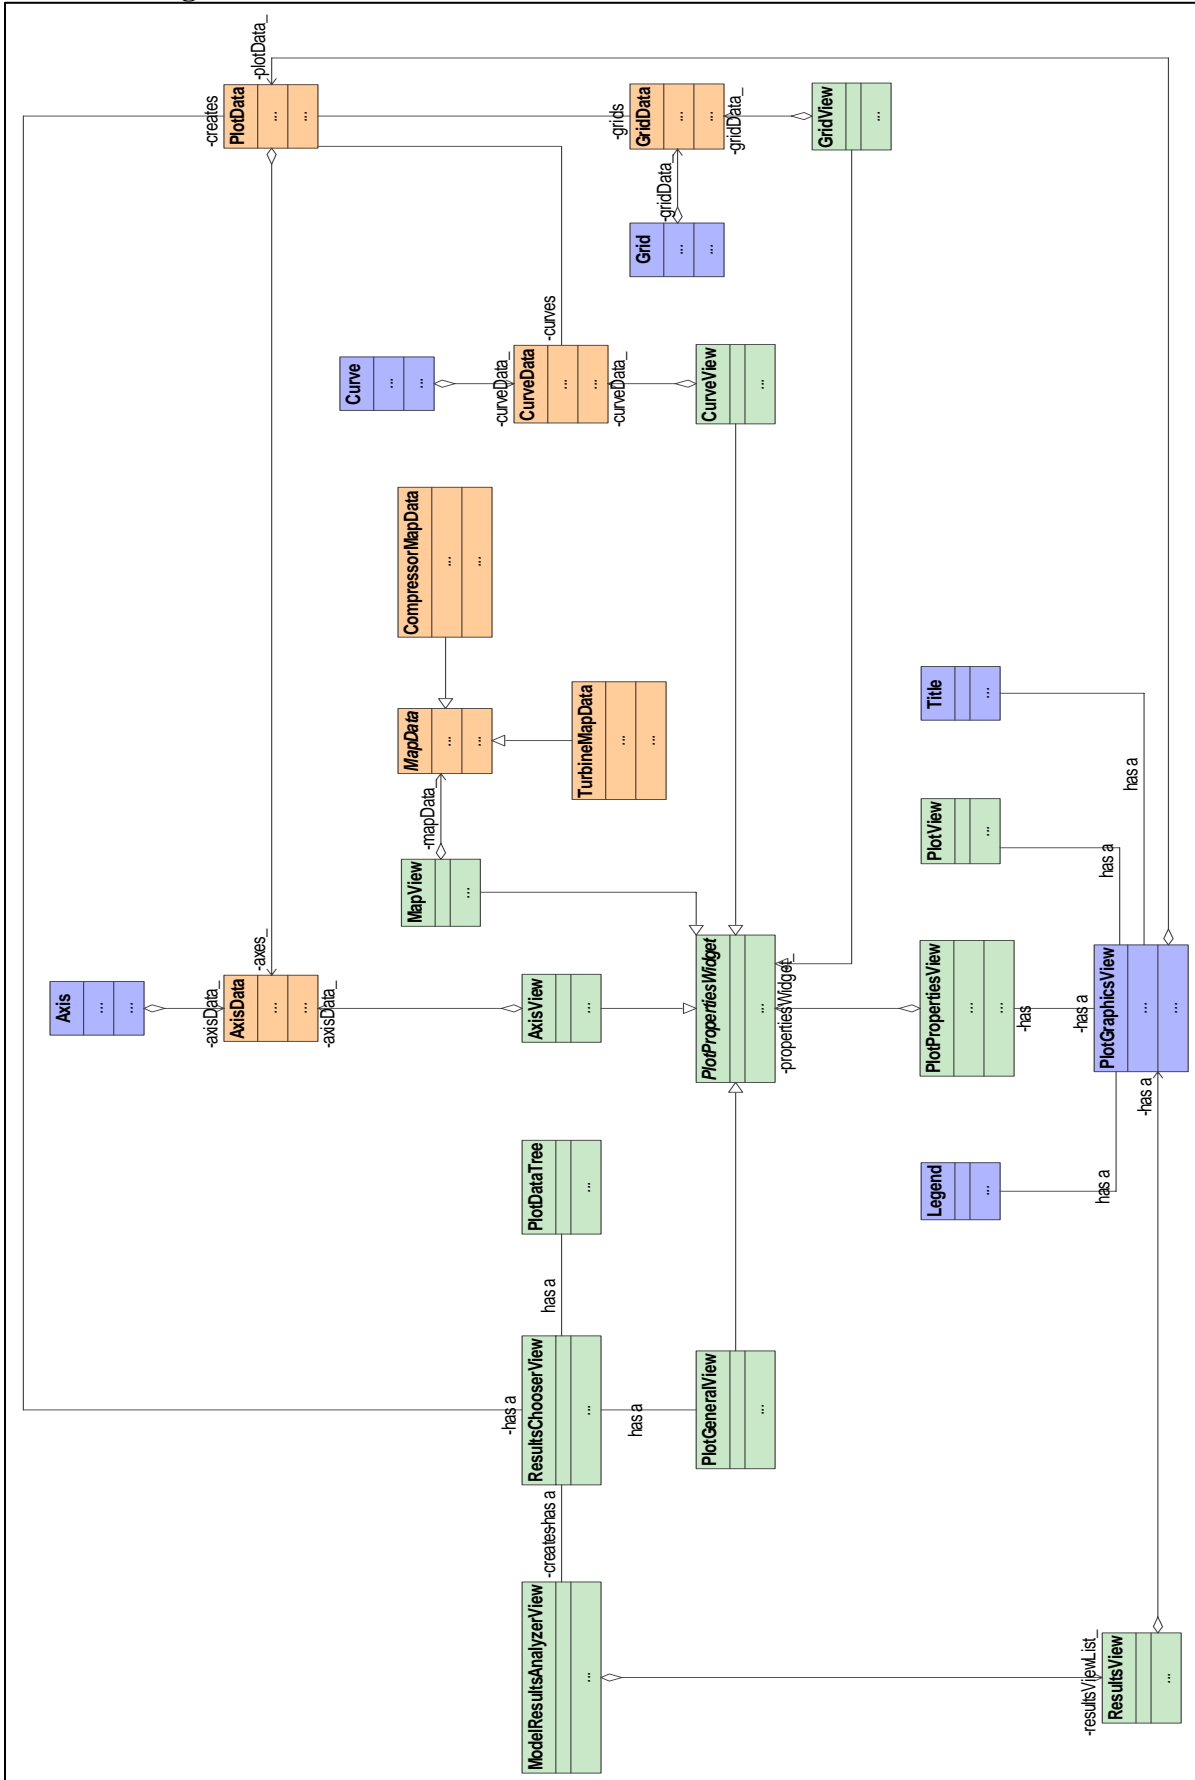 -plotData_
-creates
PlotData
...
...
-grids
GridData
...
...
-gridData_
GridView
...
-gridData_
Grid
...
...
-curves
Curve
...
...
-curveData_
CurveData
...
...
-curveData_
CurveView
...
CompressorMapData
...
...
MapData
...
...
TurbineMapData
...
...
-mapData_
MapView
...
Title
...
has a
PlotView
...
has a
-axes_
Axis
...
...
-axisData_
AxisData
...
...
-axisData_
AxisView
...
PlotPropertiesWidget
...
-propertiesWidget_
PlotPropertiesView
...
...
-has
-has a
PlotGraphicsView
...
...
-has a
Legend
...
has a
PlotDataTree
...
has a
-has a
ResultsChooserView
...
has a
PlotGeneralView
...
-has a
-creates
ModelResultsAnalyzerView
...
-resultsViewList_
ResultsView
...